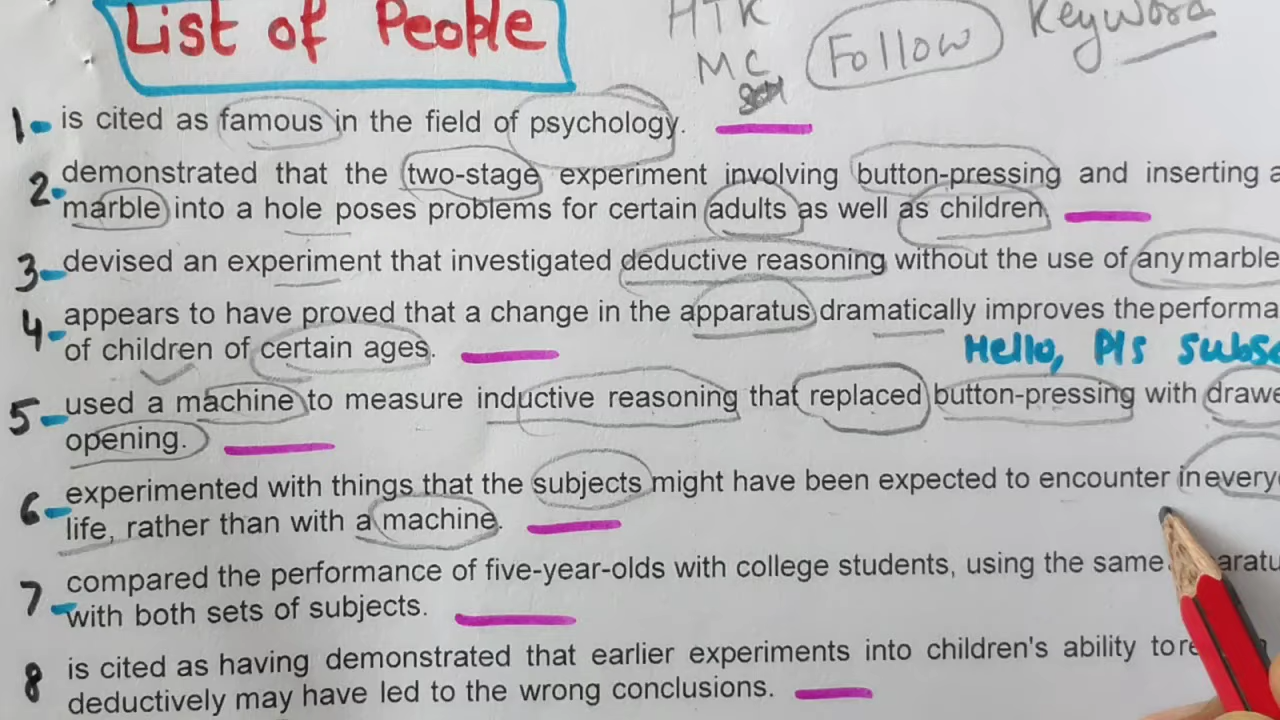 List of People
HTK
MC
Follow
Keyword
1 is cited as famous in the field of psychology.
2. demonstrated that the two-stage experiment involving button-pressing and inserting a
marble into a hole poses problems for certain adults as well as children
3 devised an experiment that investigated deductive reasoning without the use of any marble
4 appears to have proved that a change in the apparatus dramatically improves the performa
of children of certain ages.
Hello, Pls Subsc
5 used a machine to measure inductive reasoning that replaced button-pressing with drawe
opening.
6 experimented with things that the subjects might have been expected to encounter in every
life, rather than with a machine.
7 compared the performance of five-year-olds with college students, using the same aratu
with both sets of subjects.
8 is cited as having demonstrated that earlier experiments into children's ability to re
deductively may have led to the wrong conclusions.